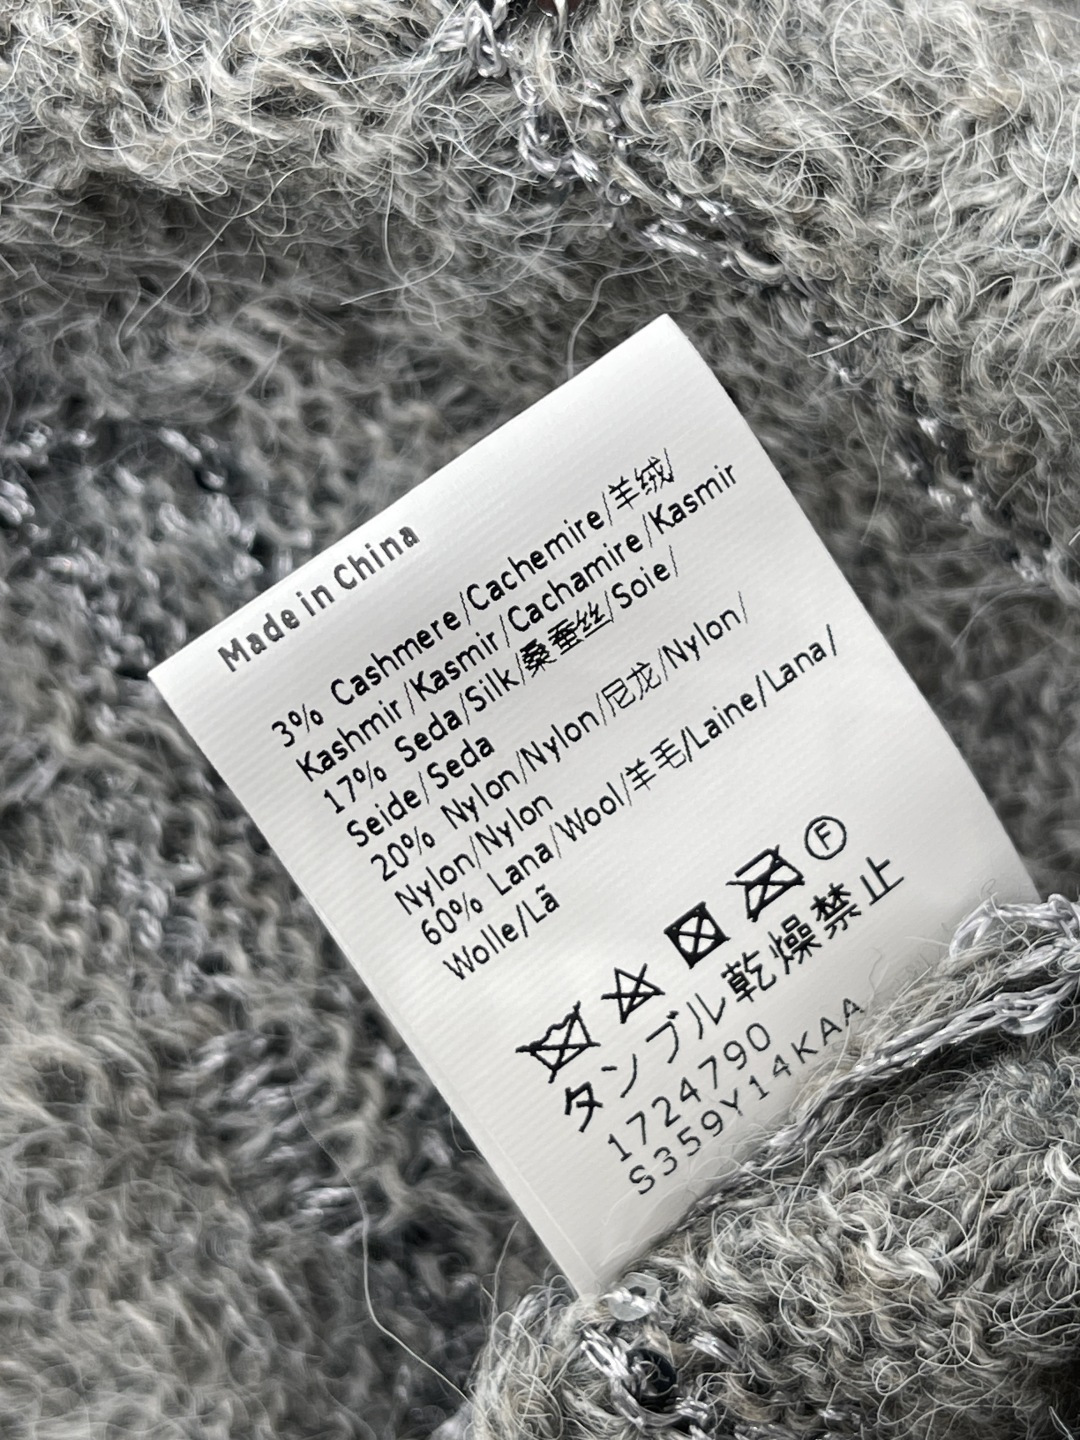 Made in China
3% Cashmere/Cachemire/羊绒/
Kashmir/Kasmir/Cachamire/Kasmir
17% Seda/Silk/桑蚕丝/Soie/
Seide/Seda
20% Nylon/Nylon/尼龙/Nylon/
Nylon/Nylon
60% Lana/Wool/羊毛/Laine/Lana/
Wolle/Lã
F
タンブル乾燥禁止
1724790
S359Y14KAA